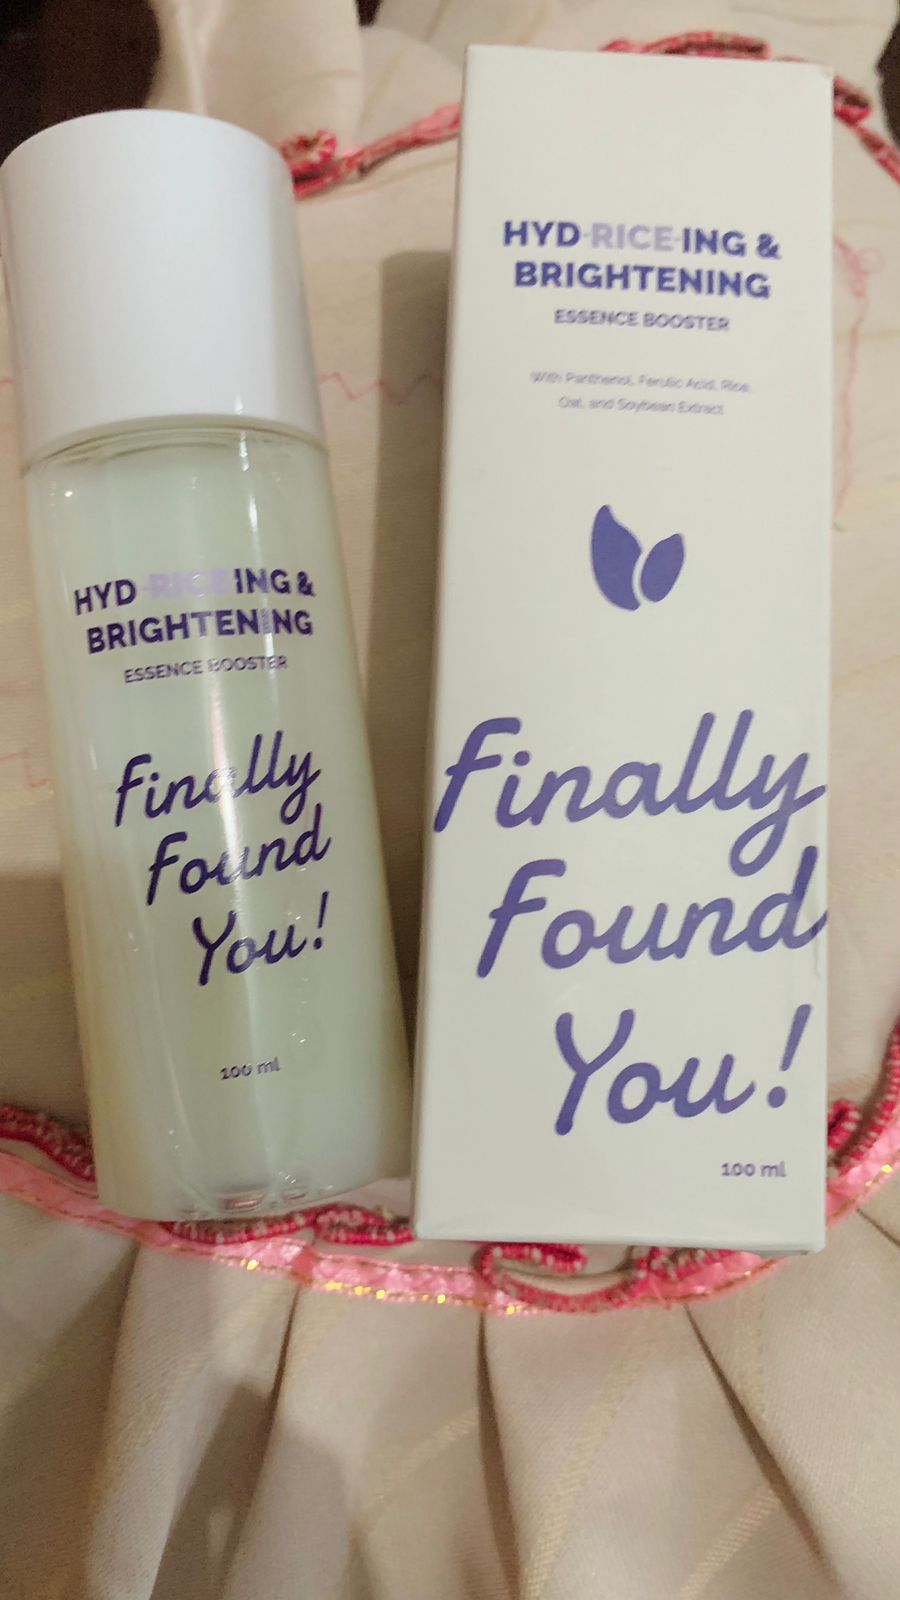 HYD-RICE-ING &
BRIGHTENING
ESSENCE BOOSTER
Finally
Found
You!
100 ml
HYD-RICE-ING &
BRIGHTENING
ESSENCE BOOSTER
With Panthenol, Ferulic Acid, Rice,
Oat, and Soybean Extract
Finally
Found
You!
100 ml